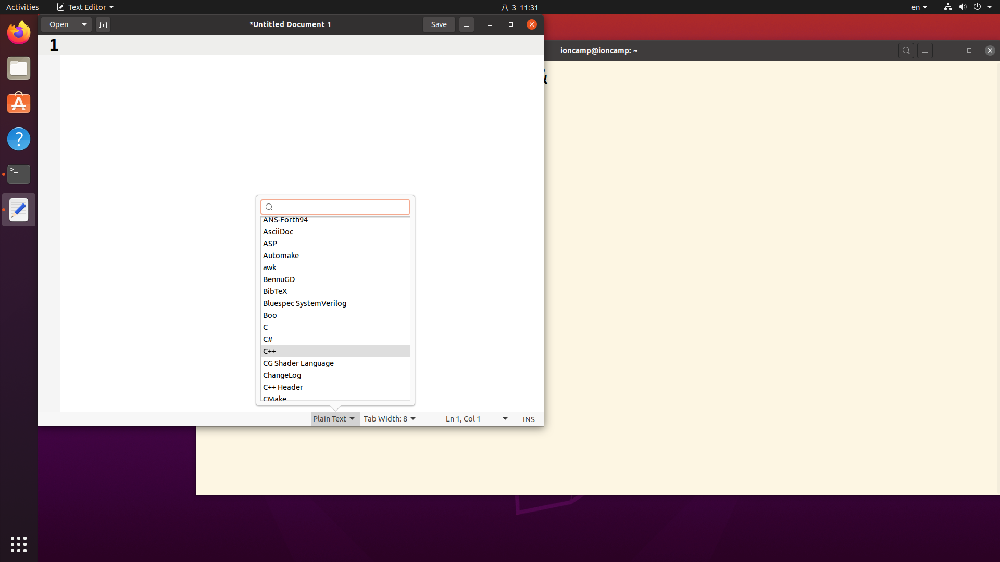 Activities
Text Editor
八 3 11:31
en
Open
*Untitled Document 1
Save
1
ioncamp@ioncamp: ~
&
>_
ANS-Forth94
AsciiDoc
ASP
Automake
awk
BennuGD
BibTeX
Bluespec SystemVerilog
Boo
C
C#
C++
CG Shader Language
ChangeLog
C++ Header
CMake
Plain Text
Tab Width: 8
Ln 1, Col 1
INS